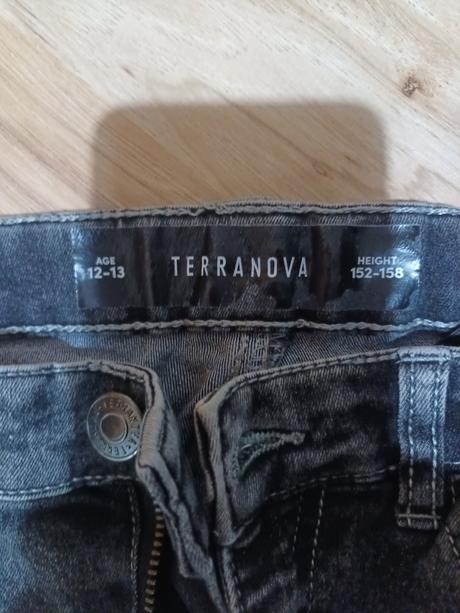 AGE
12-13
TERRANOVA
HEIGHT
152-158